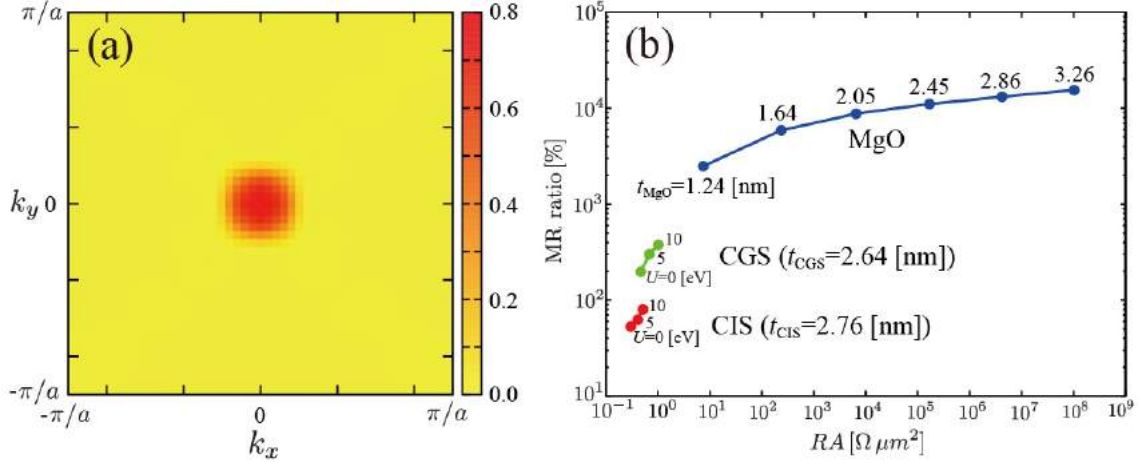 (a)
π/a
k_y 0
-π/a
-π/a 0 π/a
k_x
0.8
0.6
0.4
0.2
0.0
(b)
MR ratio [%]
10^5
10^4
10^3
10^2
10^1
1.64 2.05 2.45 2.86 3.26
MgO
t_MgO=1.24 [nm]
10
5
U=0 [eV]
CGS (t_CGS=2.64 [nm])
10
5
U=0 [eV]
CIS (t_CIS=2.76 [nm])
10^-1 10^0 10^1 10^2 10^3 10^4 10^5 10^6 10^7 10^8 10^9
RA [Ω μm^2]